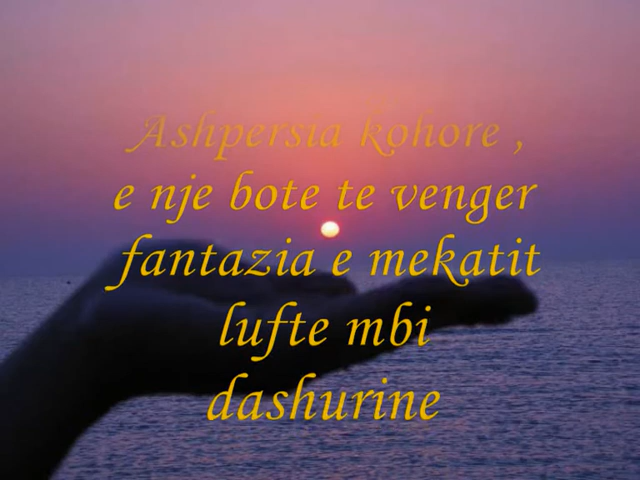 Ashpersia kohore ,
e nje bote te venger
fantazia e mekatit
lufte mbi
dashurine